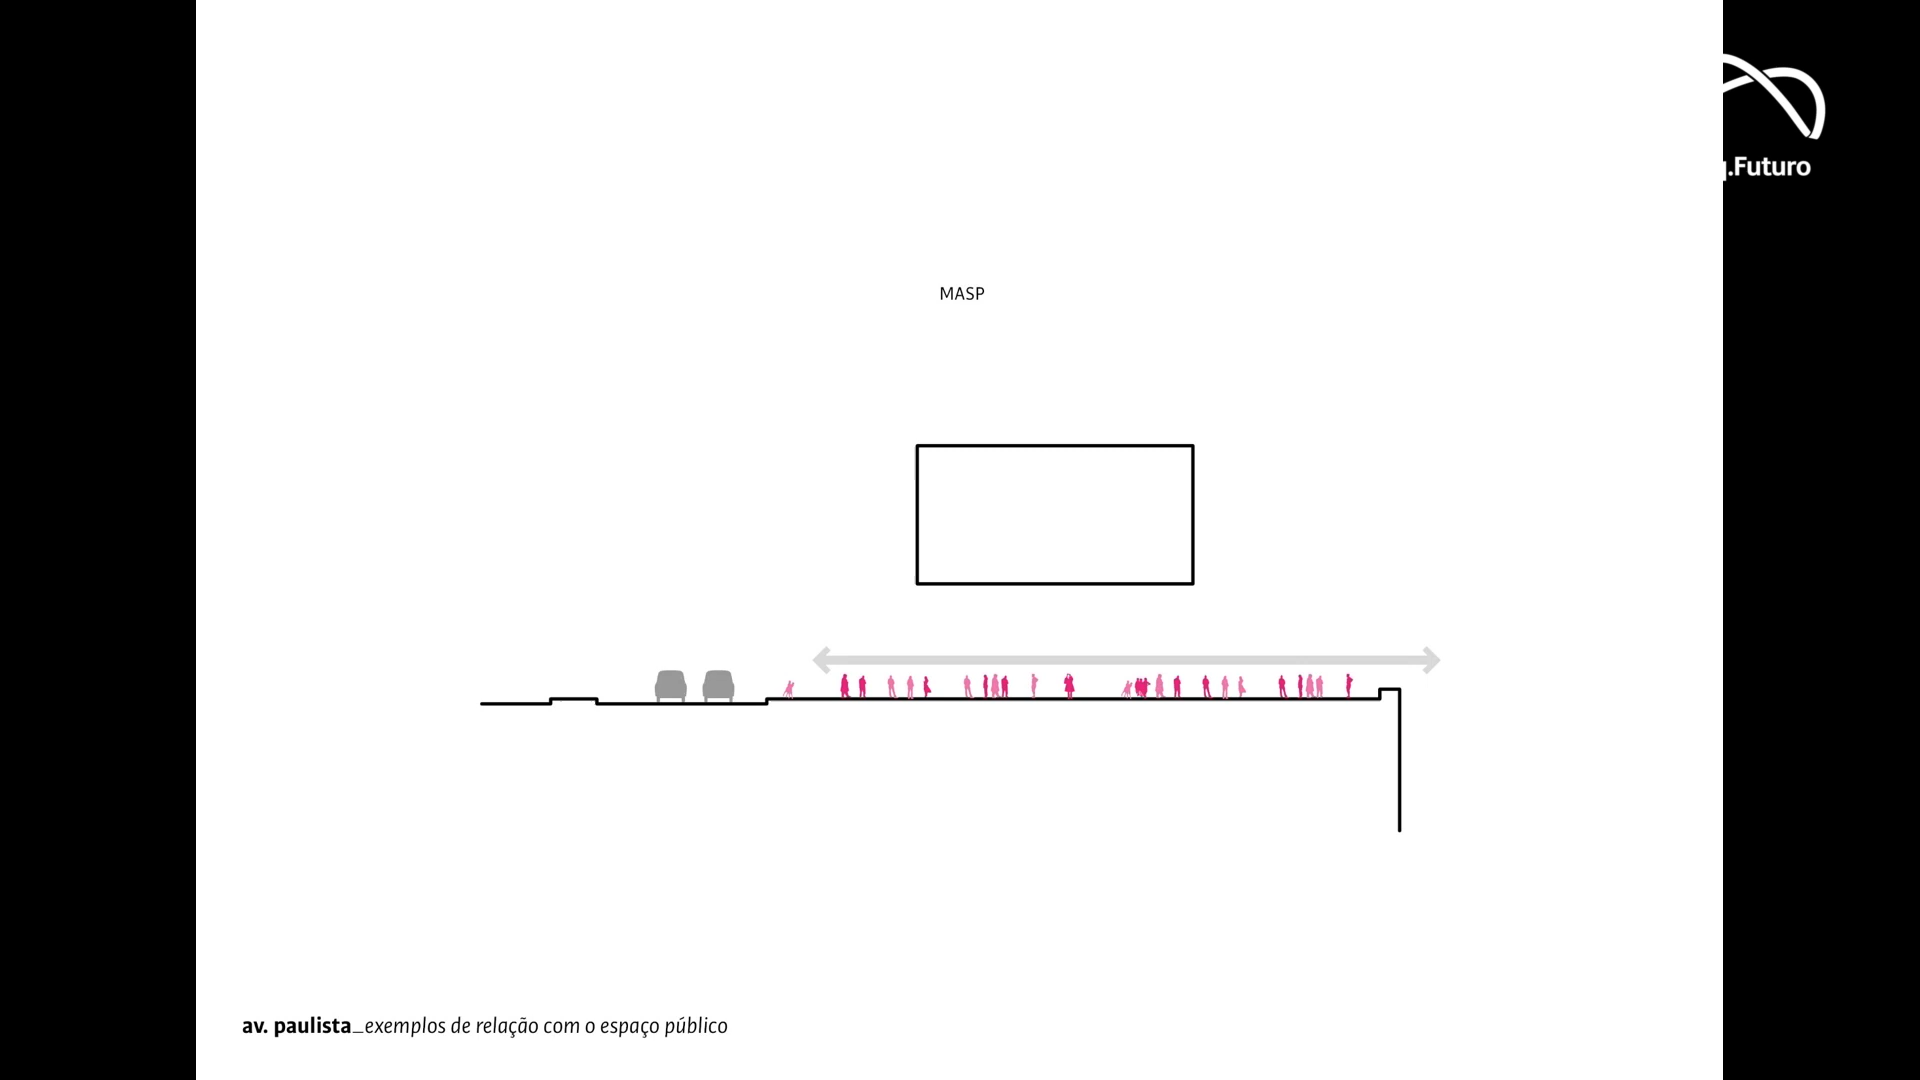 .Futuro
MASP
av. paulista_exemplos de relação com o espaço público